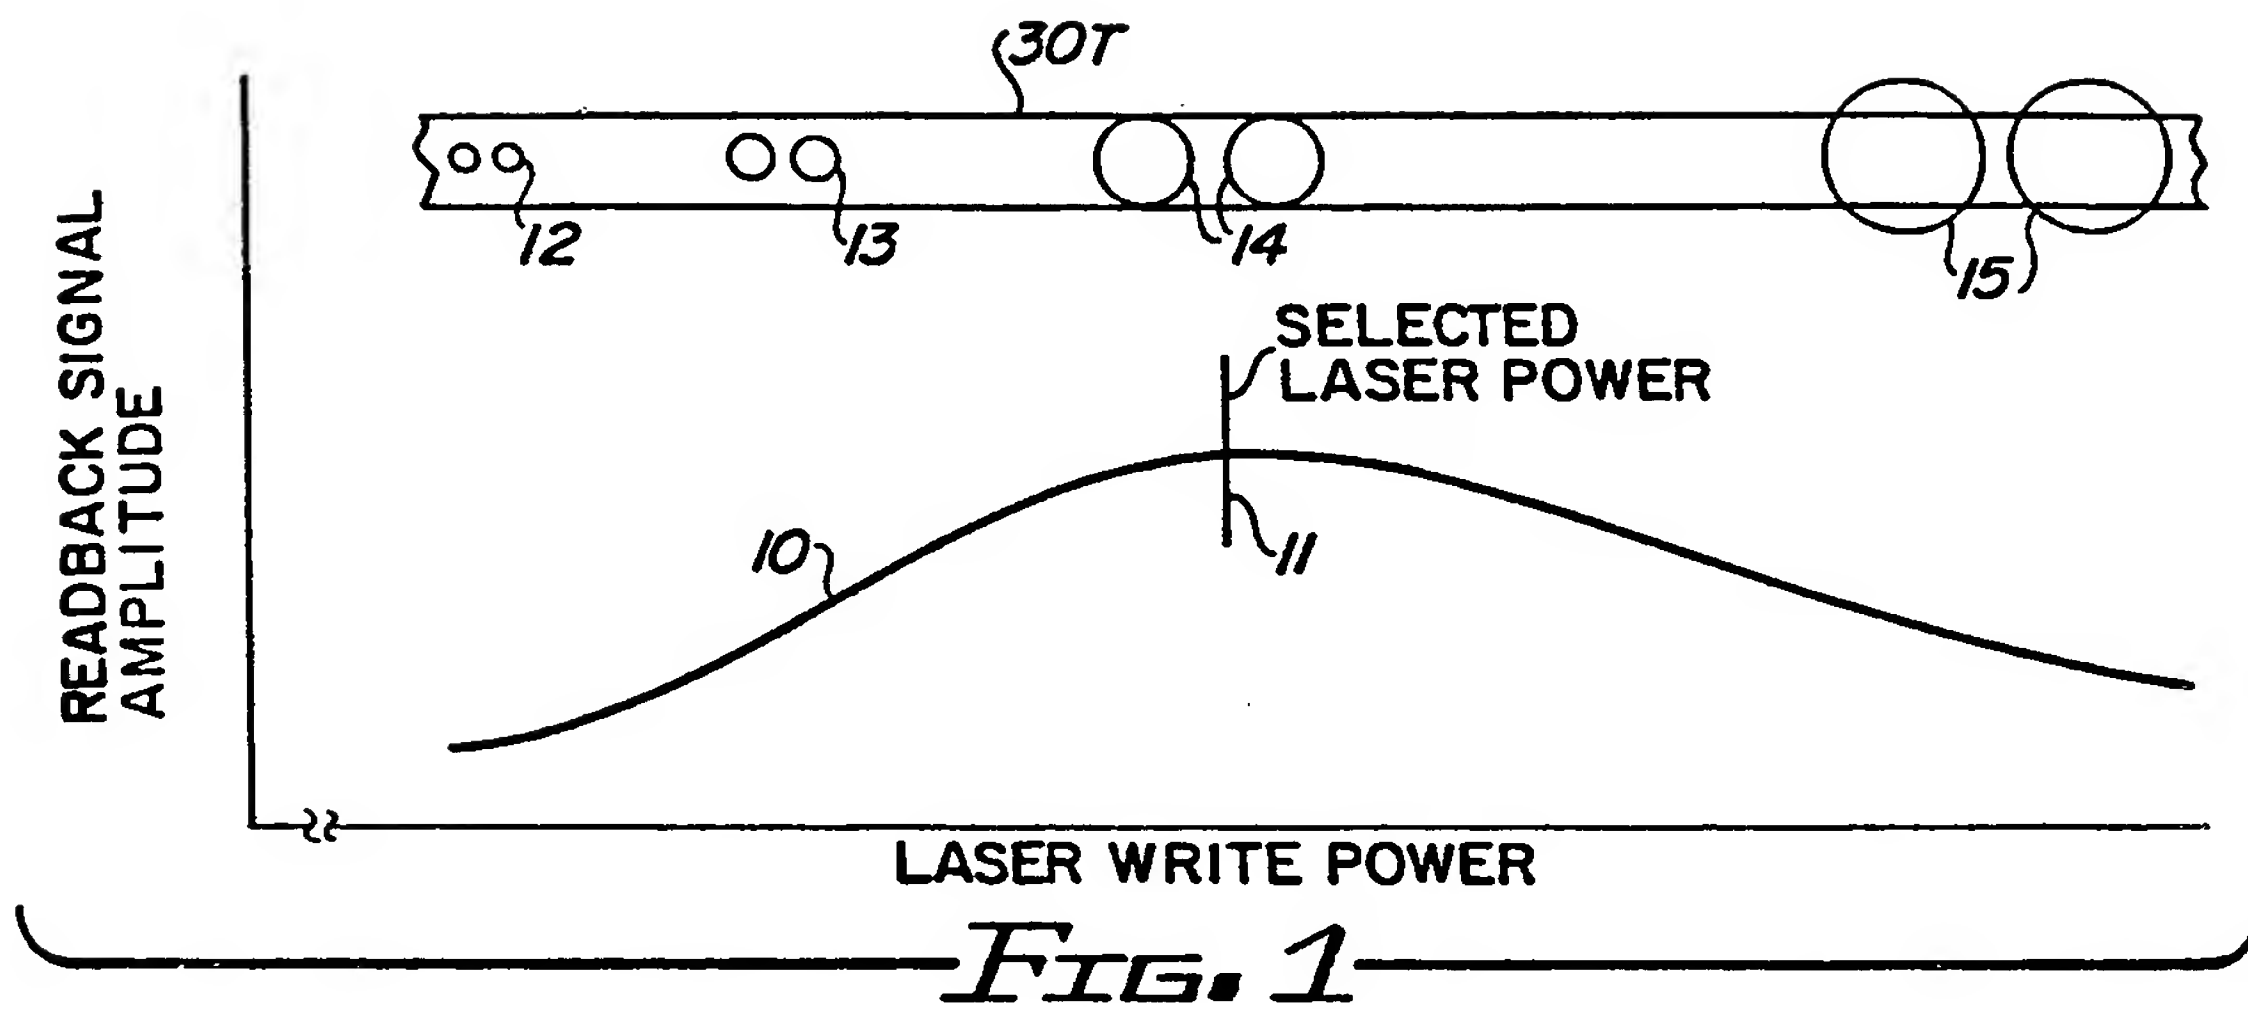 30T
12
13
14
15
SELECTED
LASER POWER
READBACK SIGNAL
AMPLITUDE
10
11
LASER WRITE POWER
FIG. 1